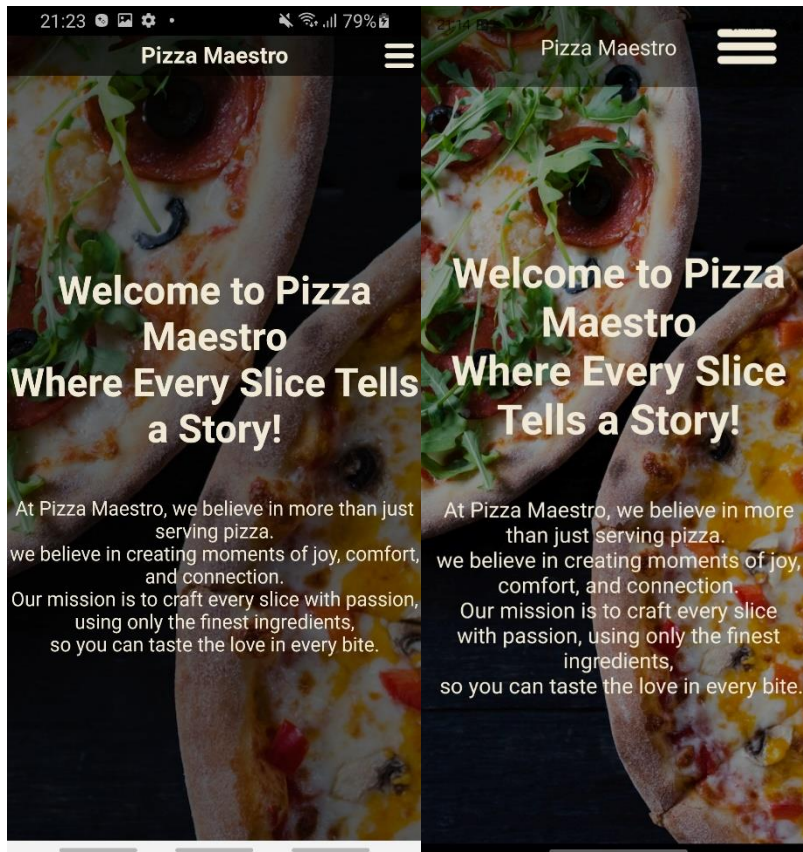 21:23 79%
Pizza Maestro
Welcome to Pizza
Maestro
Where Every Slice Tells
a Story!
At Pizza Maestro, we believe in more than just
serving pizza.
we believe in creating moments of joy, comfort,
and connection.
Our mission is to craft every slice with passion,
using only the finest ingredients,
so you can taste the love in every bite.
21:14
Pizza Maestro
Welcome to Pizza
Maestro
Where Every Slice
Tells a Story!
At Pizza Maestro, we believe in more
than just serving pizza.
we believe in creating moments of joy,
comfort, and connection.
Our mission is to craft every slice
with passion, using only the finest
ingredients,
so you can taste the love in every bite.